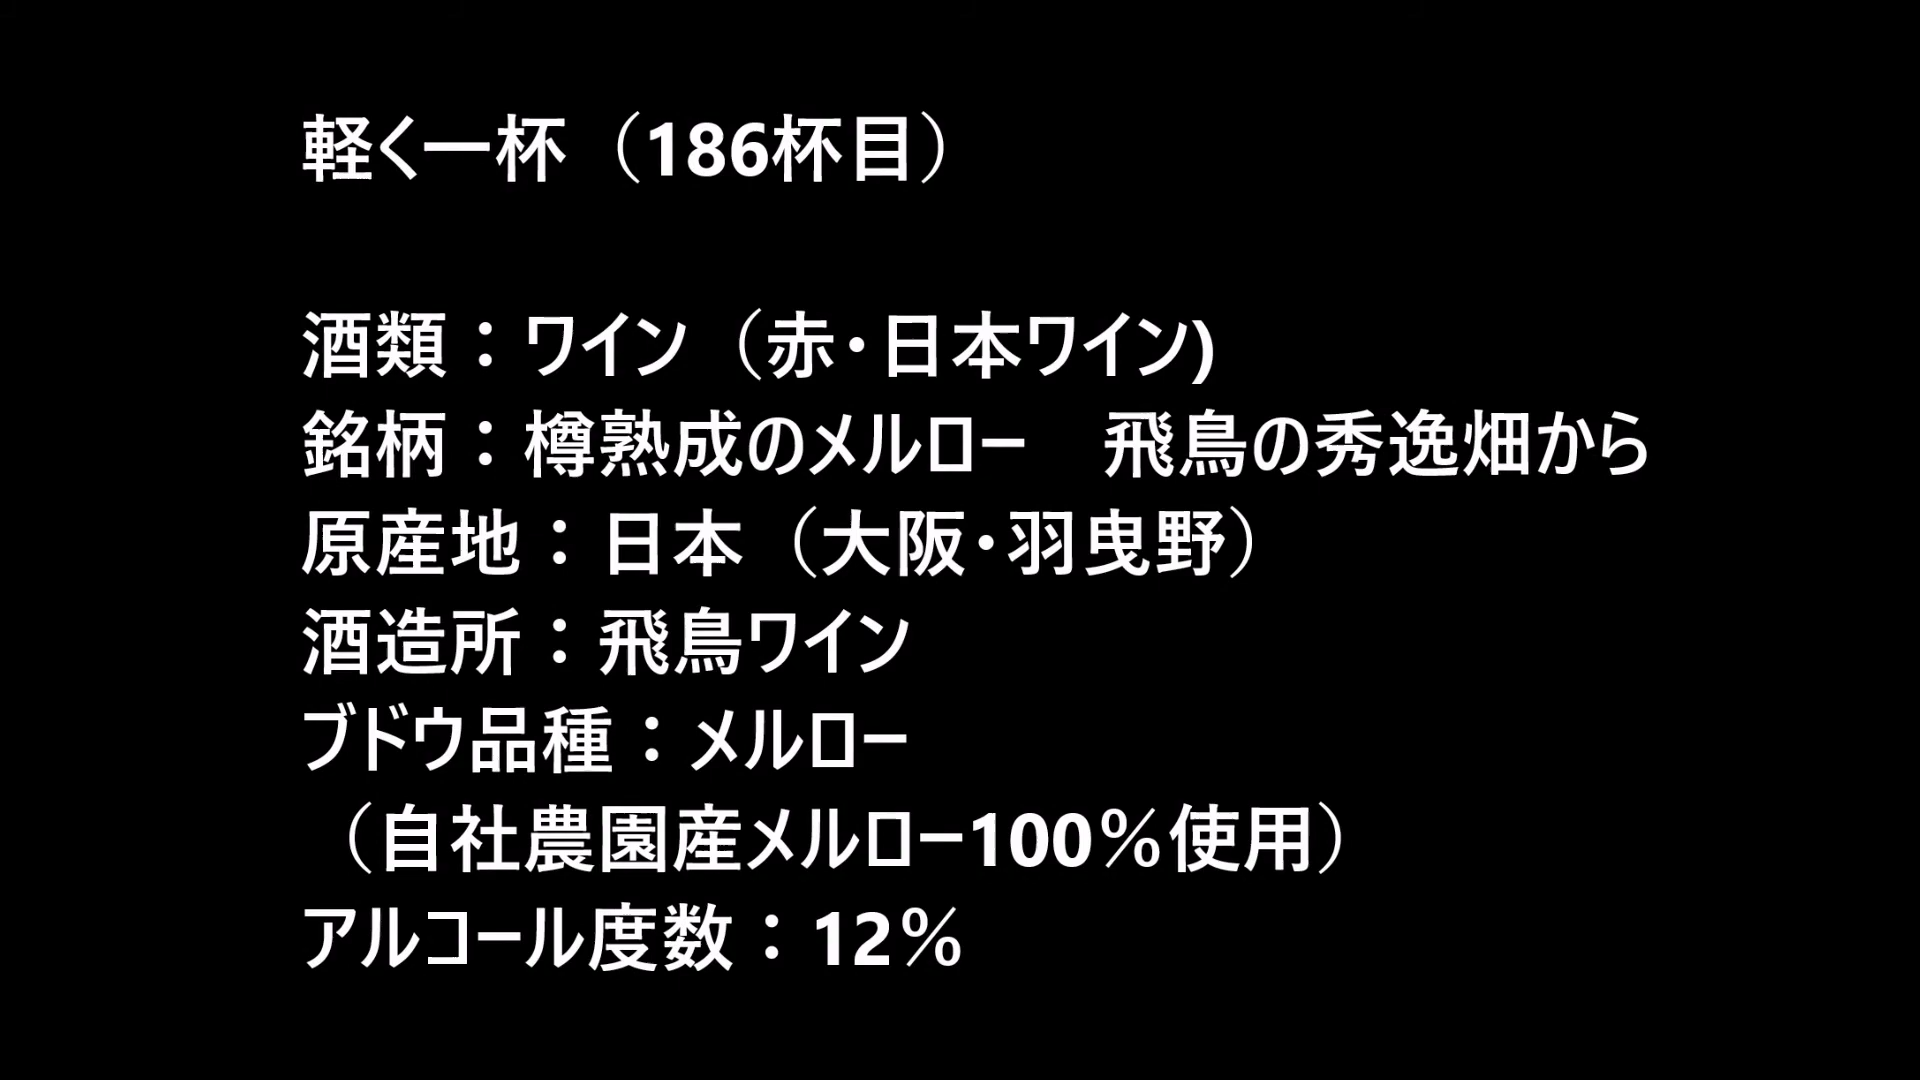 軽く一杯（186杯目）
酒類：ワイン（赤・日本ワイン)
銘柄：樽熟成のメルロー　飛鳥の秀逸畑から
原産地：日本（大阪・羽曳野）
酒造所：飛鳥ワイン
ブドウ品種：メルロー
（自社農園産メルロー100％使用）
アルコール度数：12％